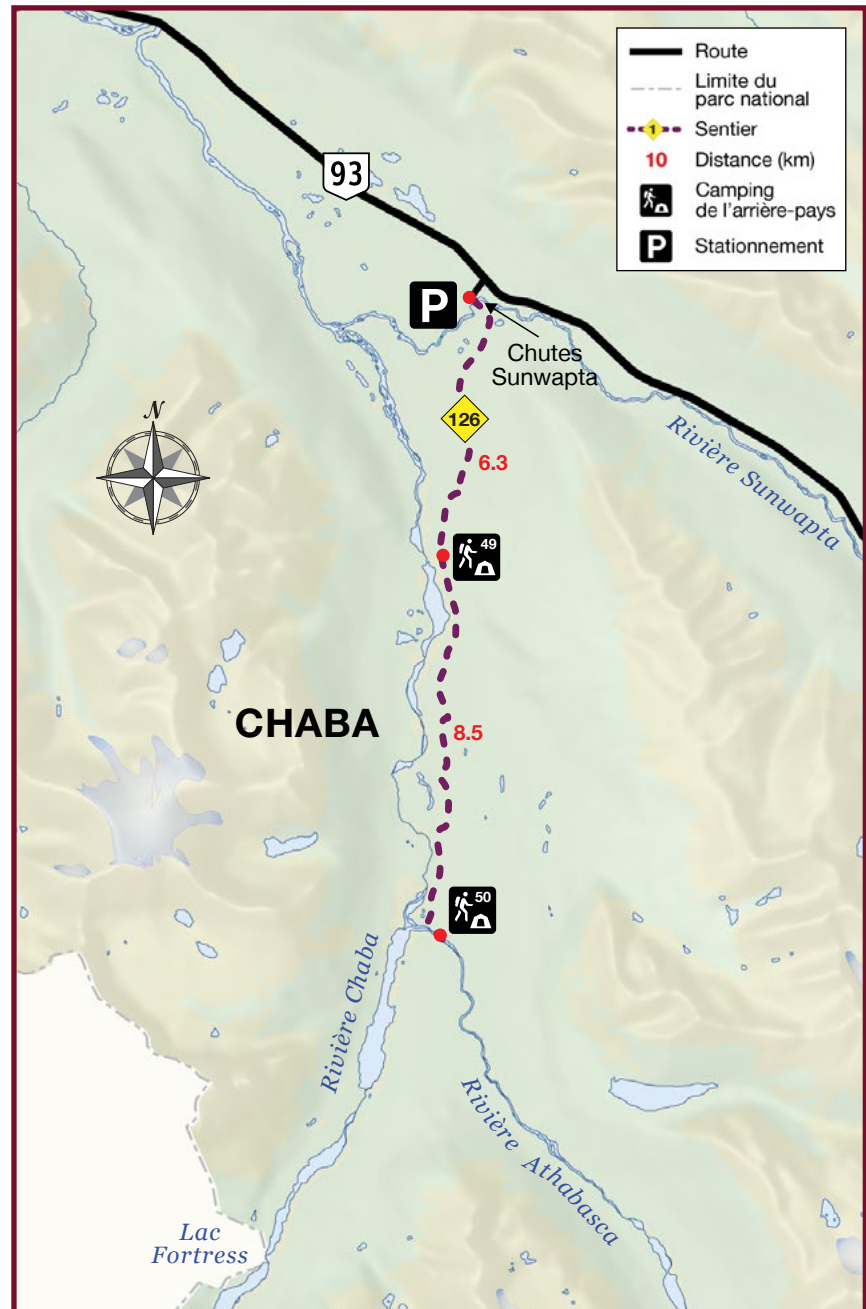 Route
Limite du
parc national
1
Sentier
10
Distance (km)
Camping
de l'arrière-pays
P
Stationnement
93
P
Chutes
Sunwapta
126
Rivière Sunwapta
N
6.3
49
CHABA
8.5
50
Rivière Chaba
Rivière Athabasca
Lac
Fortress